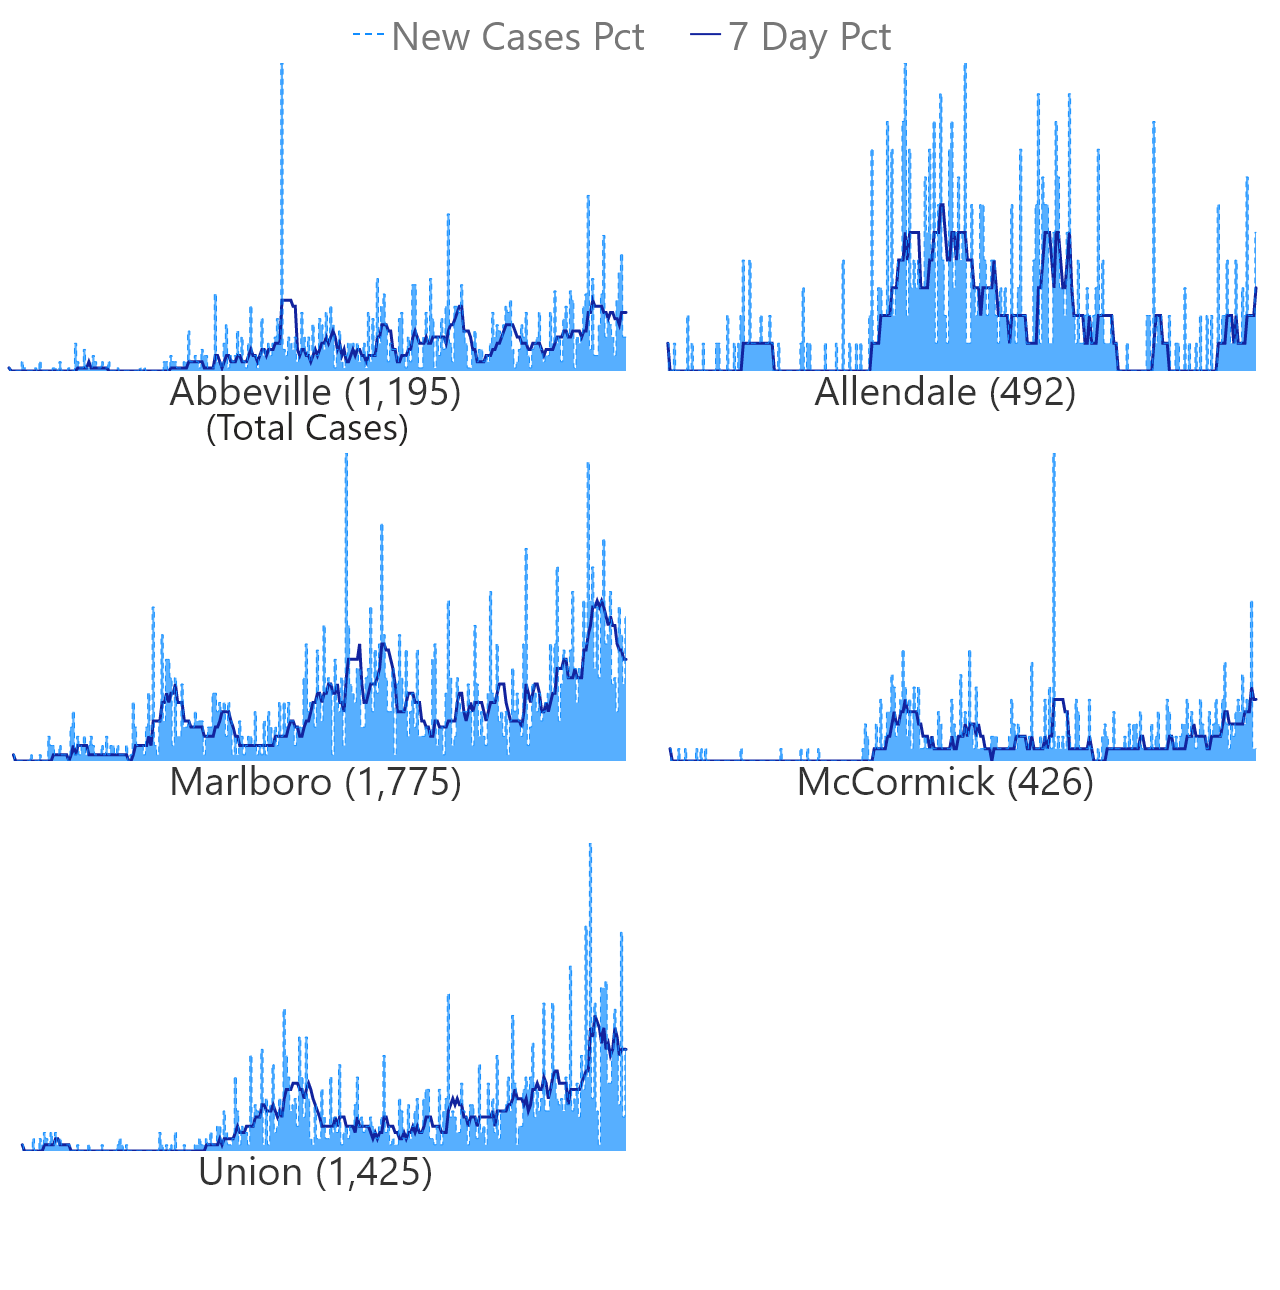 New Cases Pct 7 Day Pct
Abbeville (1,195)
(Total Cases)
Allendale (492)
Marlboro (1,775)
McCormick (426)
Union (1,425)